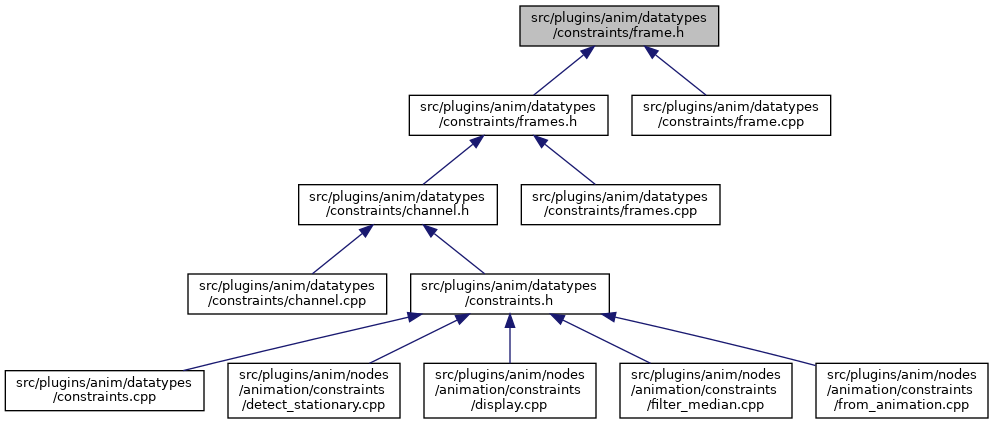 src/plugins/anim/datatypes
/constraints/frame.h
src/plugins/anim/datatypes
/constraints/frames.h
src/plugins/anim/datatypes
/constraints/frame.cpp
src/plugins/anim/datatypes
/constraints/channel.h
src/plugins/anim/datatypes
/constraints/frames.cpp
src/plugins/anim/datatypes
/constraints/channel.cpp
src/plugins/anim/datatypes
/constraints.h
src/plugins/anim/datatypes
/constraints.cpp
src/plugins/anim/nodes
/animation/constraints
/detect_stationary.cpp
src/plugins/anim/nodes
/animation/constraints
/display.cpp
src/plugins/anim/nodes
/animation/constraints
/filter_median.cpp
src/plugins/anim/nodes
/animation/constraints
/from_animation.cpp